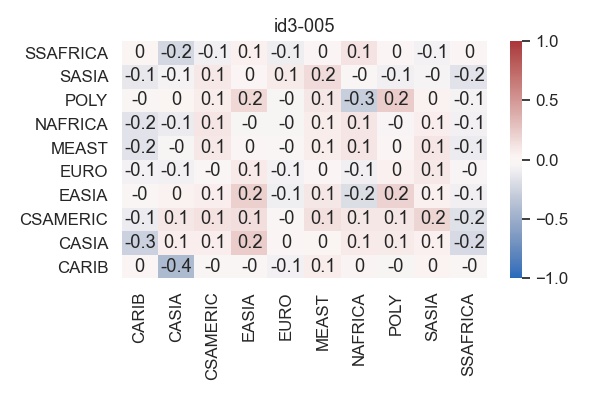 id3-005
SSAFRICA 0 -0.2 -0.1 0.1 -0.1 0 0.1 0 -0.1 0
SASIA -0.1 -0.1 0.1 0 0.1 0.2 -0 -0.1 -0 -0.2
POLY -0 0 0.1 0.2 -0 0.1 -0.3 0.2 0 -0.1
NAFRICA -0.2 -0.1 0.1 -0 -0 0.1 0.1 -0 0.1 -0.1
MEAST -0.2 -0 0.1 0 -0 0.1 0.1 0 0.1 -0.1
EURO -0.1 -0.1 -0 0.1 -0.1 0 -0.1 0 0.1 -0
EASIA -0 0 0.1 0.2 -0.1 0.1 -0.2 0.2 0.1 -0.1
CSAMERIC -0.1 0.1 0.1 0.1 -0 0.1 0.1 0.1 0.2 -0.2
CASIA -0.3 0.1 0.1 0.2 0 0 0.1 0.1 0.1 -0.2
CARIB 0 -0.4 -0 -0 -0.1 0.1 0 -0 0 -0
CARIB CASIA CSAMERIC EASIA EURO MEAST NAFRICA POLY SASIA SSAFRICA
1.0
0.5
0.0
−0.5
−1.0